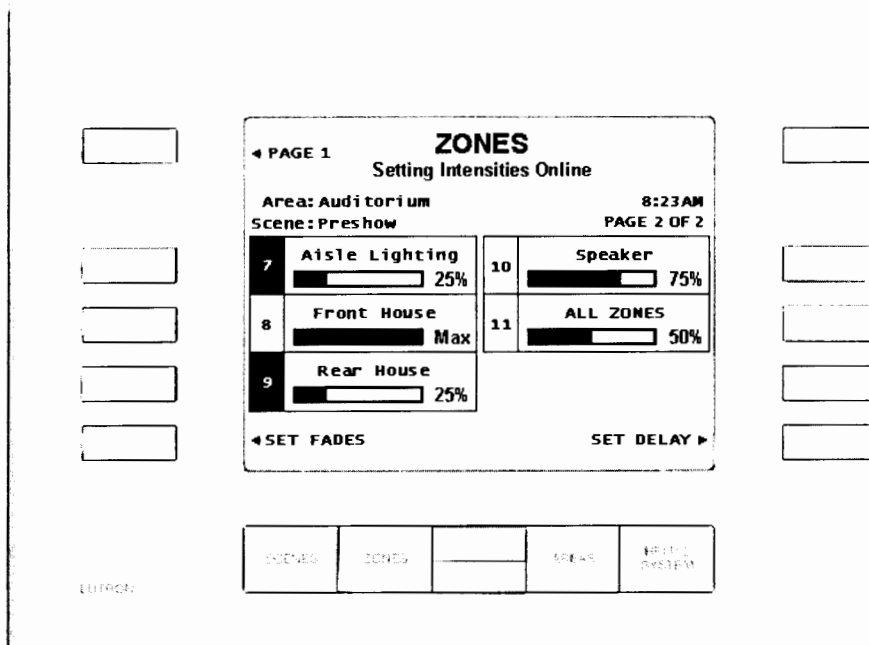 ◀ PAGE 1
ZONES
Setting Intensities Online
Area: Auditorium
8:23AM
Scene: Preshow
PAGE 2 OF 2
7
Aisle Lighting
25%
10
Speaker
75%
8
Front House
Max
11
ALL ZONES
50%
9
Rear House
25%
◀ SET FADES
SET DELAY ▶
SCENES
ZONES
AREAS
SYSTEM
LUTRON